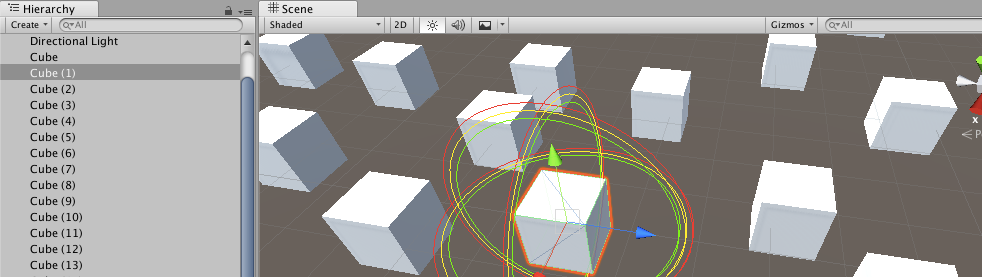 Hierarchy
Create All
Directional Light
Cube
Cube (1)
Cube (2)
Cube (3)
Cube (4)
Cube (5)
Cube (6)
Cube (7)
Cube (8)
Cube (9)
Cube (10)
Cube (11)
Cube (12)
Cube (13)
Scene
Shaded 2D Gizmos All
x